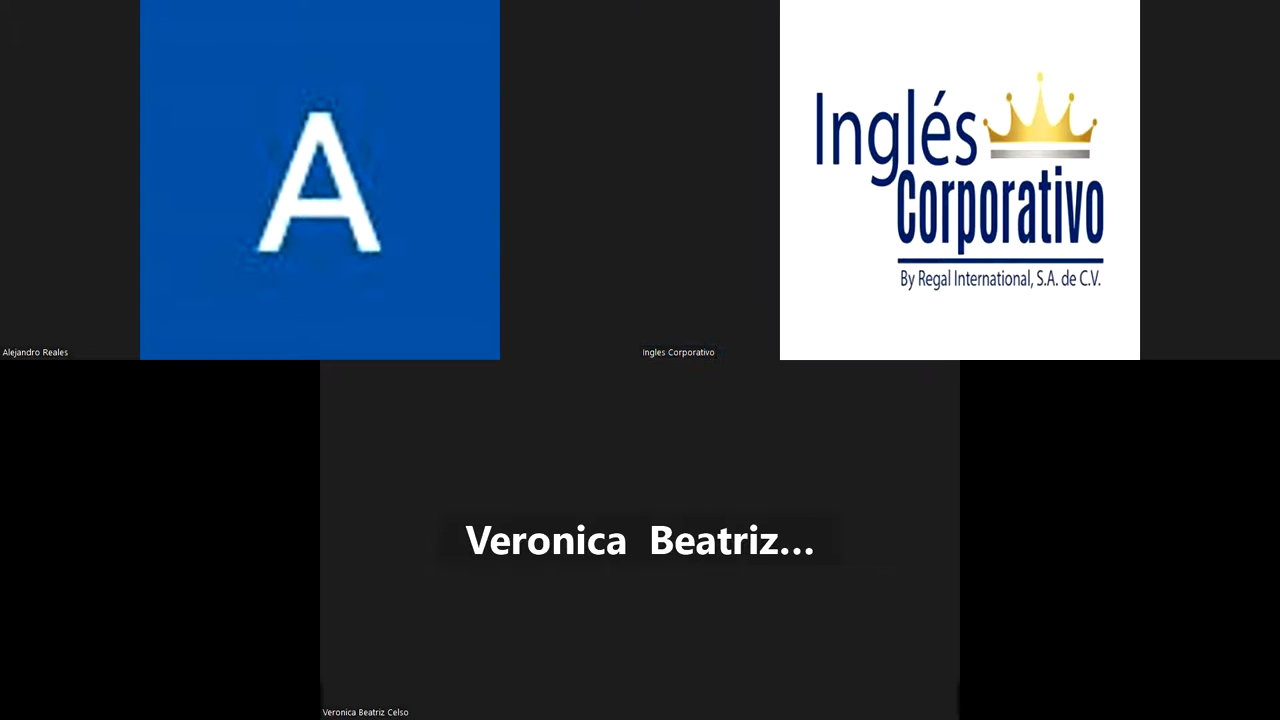 A
Inglés
Corporativo
By Regal International, S.A. de C.V.
Alejandro Reales
Ingles Corporativo
Veronica Beatriz...
Veronica Beatriz Celso